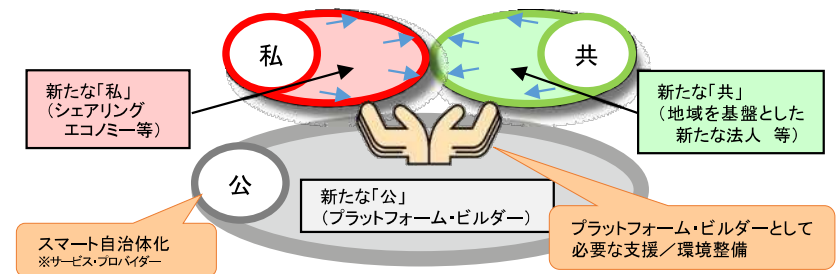 私
共
新たな「私」
（シェアリング
エコノミー等）
新たな「共」
（地域を基盤とした
新たな法人　等）
公
新たな「公」
（プラットフォーム・ビルダー）
スマート自治体化
※サービス・プロバイダー
プラットフォーム・ビルダーとして
必要な支援／環境整備